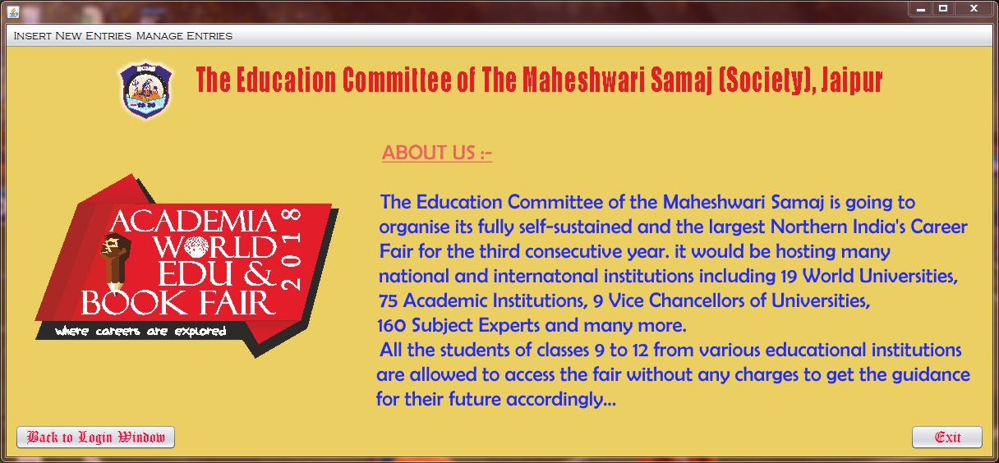 Insert New Entries Manage Entries
The Education Committee of The Maheshwari Samaj (Society), Jaipur
ABOUT US :-
The Education Committee of the Maheshwari Samaj is going to
organise its fully self-sustained and the largest Northern India's Career
Fair for the third consecutive year. it would be hosting many
national and internatonal institutions including 19 World Universities,
75 Academic Institutions, 9 Vice Chancellors of Universities,
160 Subject Experts and many more.
All the students of classes 9 to 12 from various educational institutions
are allowed to access the fair without any charges to get the guidance
for their future accordingly...
ACADEMIA
WORLD
EDU &
BOOK FAIR
2018
where careers are explored
Back to Login Window
Exit